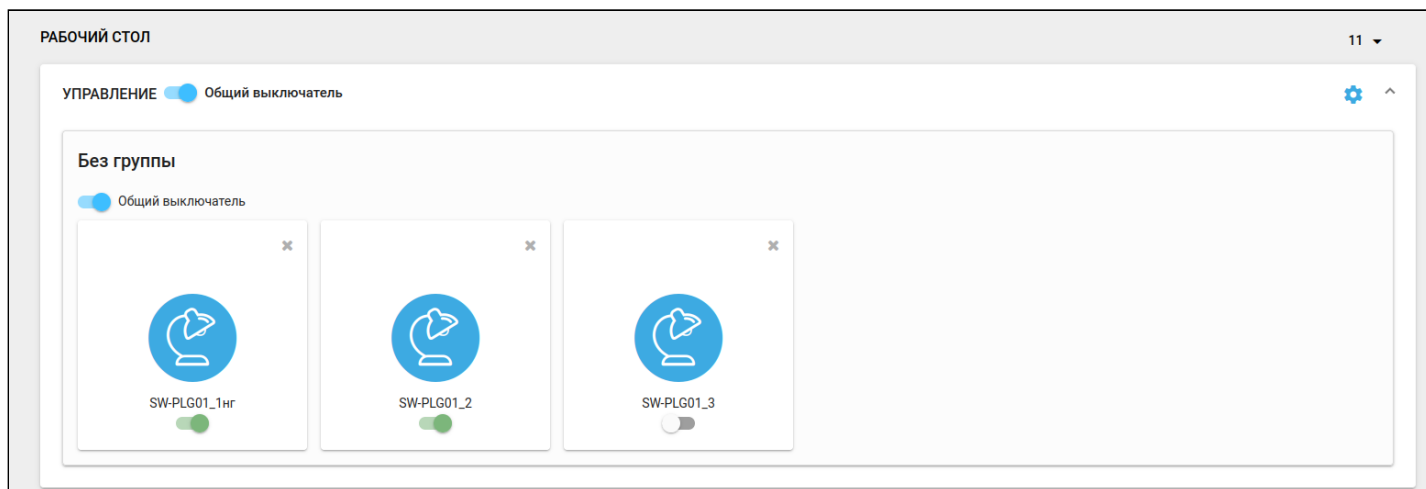 РАБОЧИЙ СТОЛ
11
УПРАВЛЕНИЕ Общий выключатель
Без группы
Общий выключатель
SW-PLG01_1нг
SW-PLG01_2
SW-PLG01_3